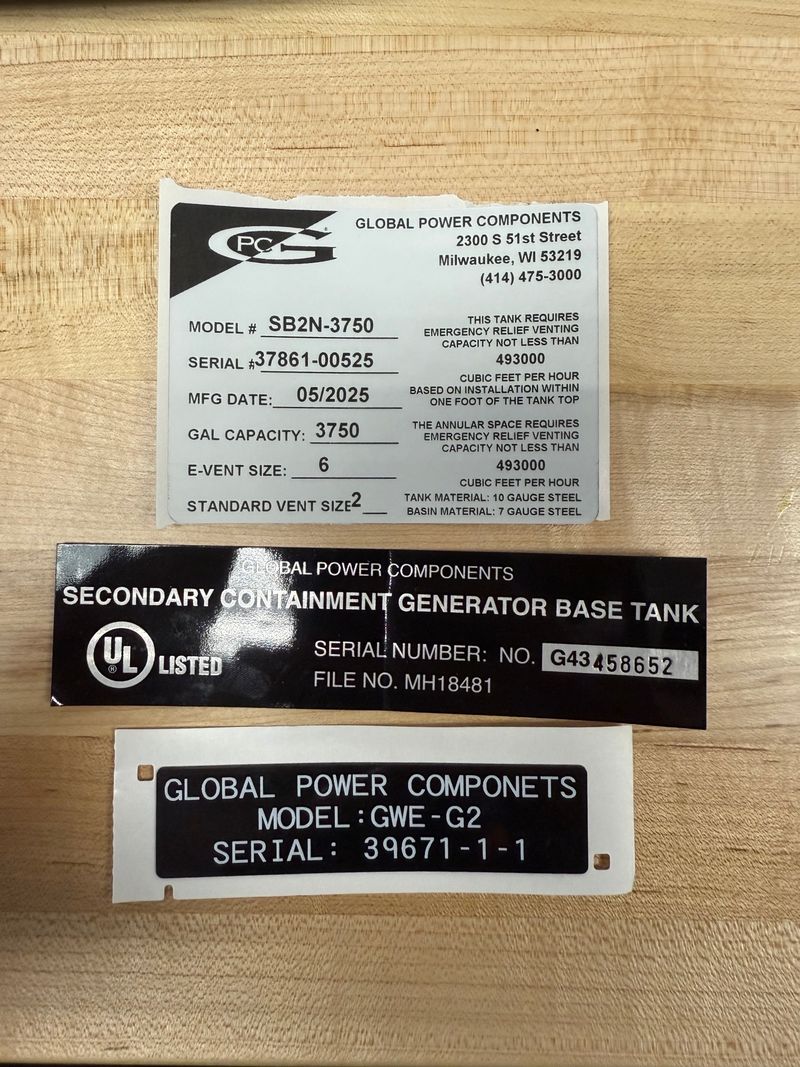 GPC
GLOBAL POWER COMPONENTS
2300 S 51st Street
Milwaukee, WI 53219
(414) 475-3000
MODEL # SB2N-3750
SERIAL #37861-00525
MFG DATE: 05/2025
GAL CAPACITY: 3750
E-VENT SIZE: 6
STANDARD VENT SIZE 2
THIS TANK REQUIRES
EMERGENCY RELIEF VENTING
CAPACITY NOT LESS THAN
493000
CUBIC FEET PER HOUR
BASED ON INSTALLATION WITHIN
ONE FOOT OF THE TANK TOP
THE ANNULAR SPACE REQUIRES
EMERGENCY RELIEF VENTING
CAPACITY NOT LESS THAN
493000
CUBIC FEET PER HOUR
TANK MATERIAL: 10 GAUGE STEEL
BASIN MATERIAL: 7 GAUGE STEEL
GLOBAL POWER COMPONENTS
SECONDARY CONTAINMENT GENERATOR BASE TANK
UL® LISTED
SERIAL NUMBER: NO. G43458652
FILE NO. MH18481
GLOBAL POWER COMPONETS
MODEL:GWE-G2
SERIAL: 39671-1-1